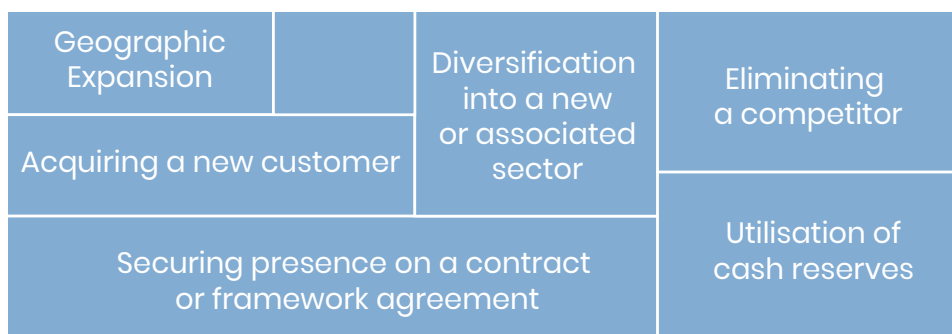 Geographic
Expansion
Diversification
into a new
or associated
sector
Eliminating
a competitor
Acquiring a new customer
Securing presence on a contract
or framework agreement
Utilisation of
cash reserves